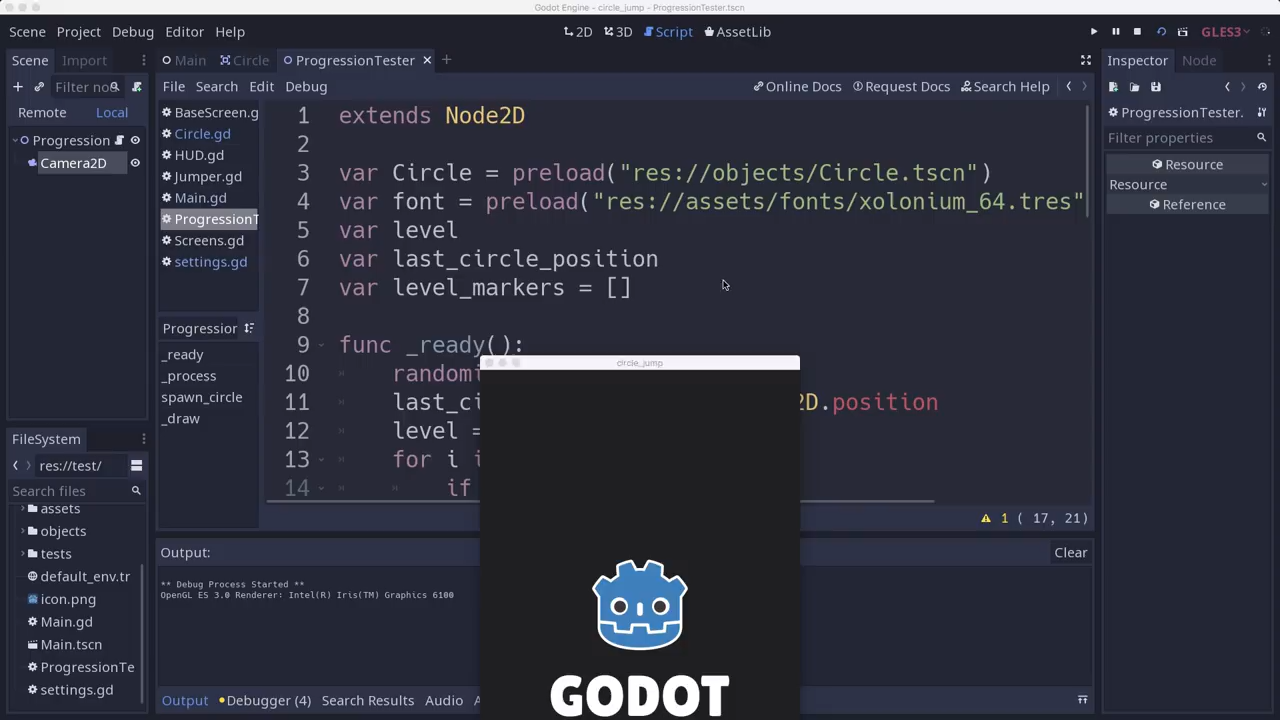 Godot Engine - circle_jump - ProgressionTester.tscn
Scene Project Debug Editor Help
2D 3D Script AssetLib
GLES3
Scene Import
Main Circle ProgressionTester
Inspector Node
Filter no
File Search Edit Debug
Online Docs Request Docs Search Help
Remote Local
Progression
Camera2D
BaseScreen.g
Circle.gd
HUD.gd
Jumper.gd
Main.gd
ProgressionT
Screens.gd
settings.gd
Progression
_ready
_process
spawn_circle
_draw
1 extends Node2D
2
3 var Circle = preload("res://objects/Circle.tscn")
4 var font = preload("res://assets/fonts/xolonium_64.tres"
5 var level
6 var last_circle_position
7 var level_markers = []
8
9 func _ready():
10 randomi
11 last_ci 2D.position
12 level =
13 for i i
14 if
1 ( 17, 21)
ProgressionTester.
Filter properties
Resource
Resource
Reference
FileSystem
res://test/
Search files
assets
objects
tests
default_env.tr
icon.png
Main.gd
Main.tscn
ProgressionTe
settings.gd
Output:
Clear
** Debug Process Started **
OpenGL ES 3.0 Renderer: Intel(R) Iris(TM) Graphics 6100
Output Debugger (4) Search Results Audio A
circle_jump
GODOT